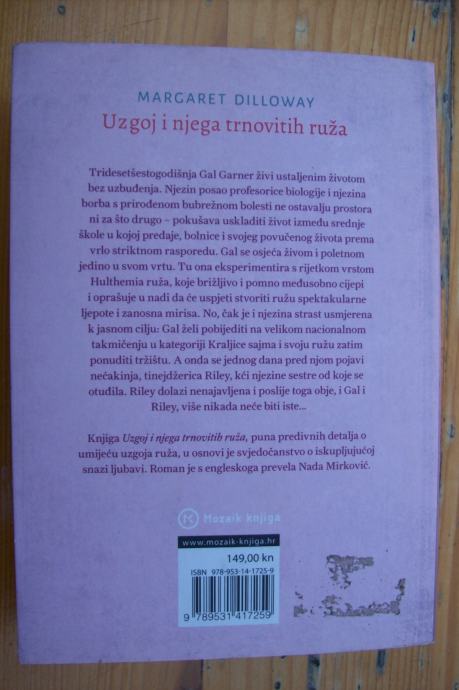 MARGARET DILLOWAY
Uzgoj i njega trnovitih ruža
Tridesetšestogodišnja Gal Garner živi ustaljenim životom
bez uzbuđenja. Njezin posao profesorice biologije i njezina
borba s prirođenom bubrežnom bolesti ne ostavalju prostora
ni za što drugo – pokušava uskladiti život između srednje
škole u kojoj predaje, bolnice i svojeg povučenog života prema
vrlo striktnom rasporedu. Gal se osjeća živom i poletnom
jedino u svom vrtu. Tu ona eksperimentira s rijetkom vrstom
Hulthemia ruža, koje brižljivo i pomno međusobno cijepi
i oprašuje u nadi da će uspjeti stvoriti ružu spektakularne
ljepote i zanosna mirisa. No, čak je i njezina strast usmjerena
k jasnom cilju: Gal želi pobijediti na velikom nacionalnom
takmičenju u kategoriji Kraljice sajma i svoju ružu zatim
ponuditi tržištu. A onda se jednog dana pred njom pojavi
nećakinja, tinejdžerica Riley, kći njezine sestre od koje se
otuđila. Riley dolazi nenajavljena i poslije toga obje, i Gal i
Riley, više nikada neće biti iste...
Knjiga Uzgoj i njega trnovitih ruža, puna predivnih detalja o
umijeću uzgoja ruža, u osnovi je svjedočanstvo o iskupljujućoj
snazi ljubavi. Roman je s engleskoga prevela Nada Mirković.
Mozaik knjiga
www.mozaik-knjiga.hr
149,00 kn
ISBN 978-953-14-1725-9
9 789531 417259